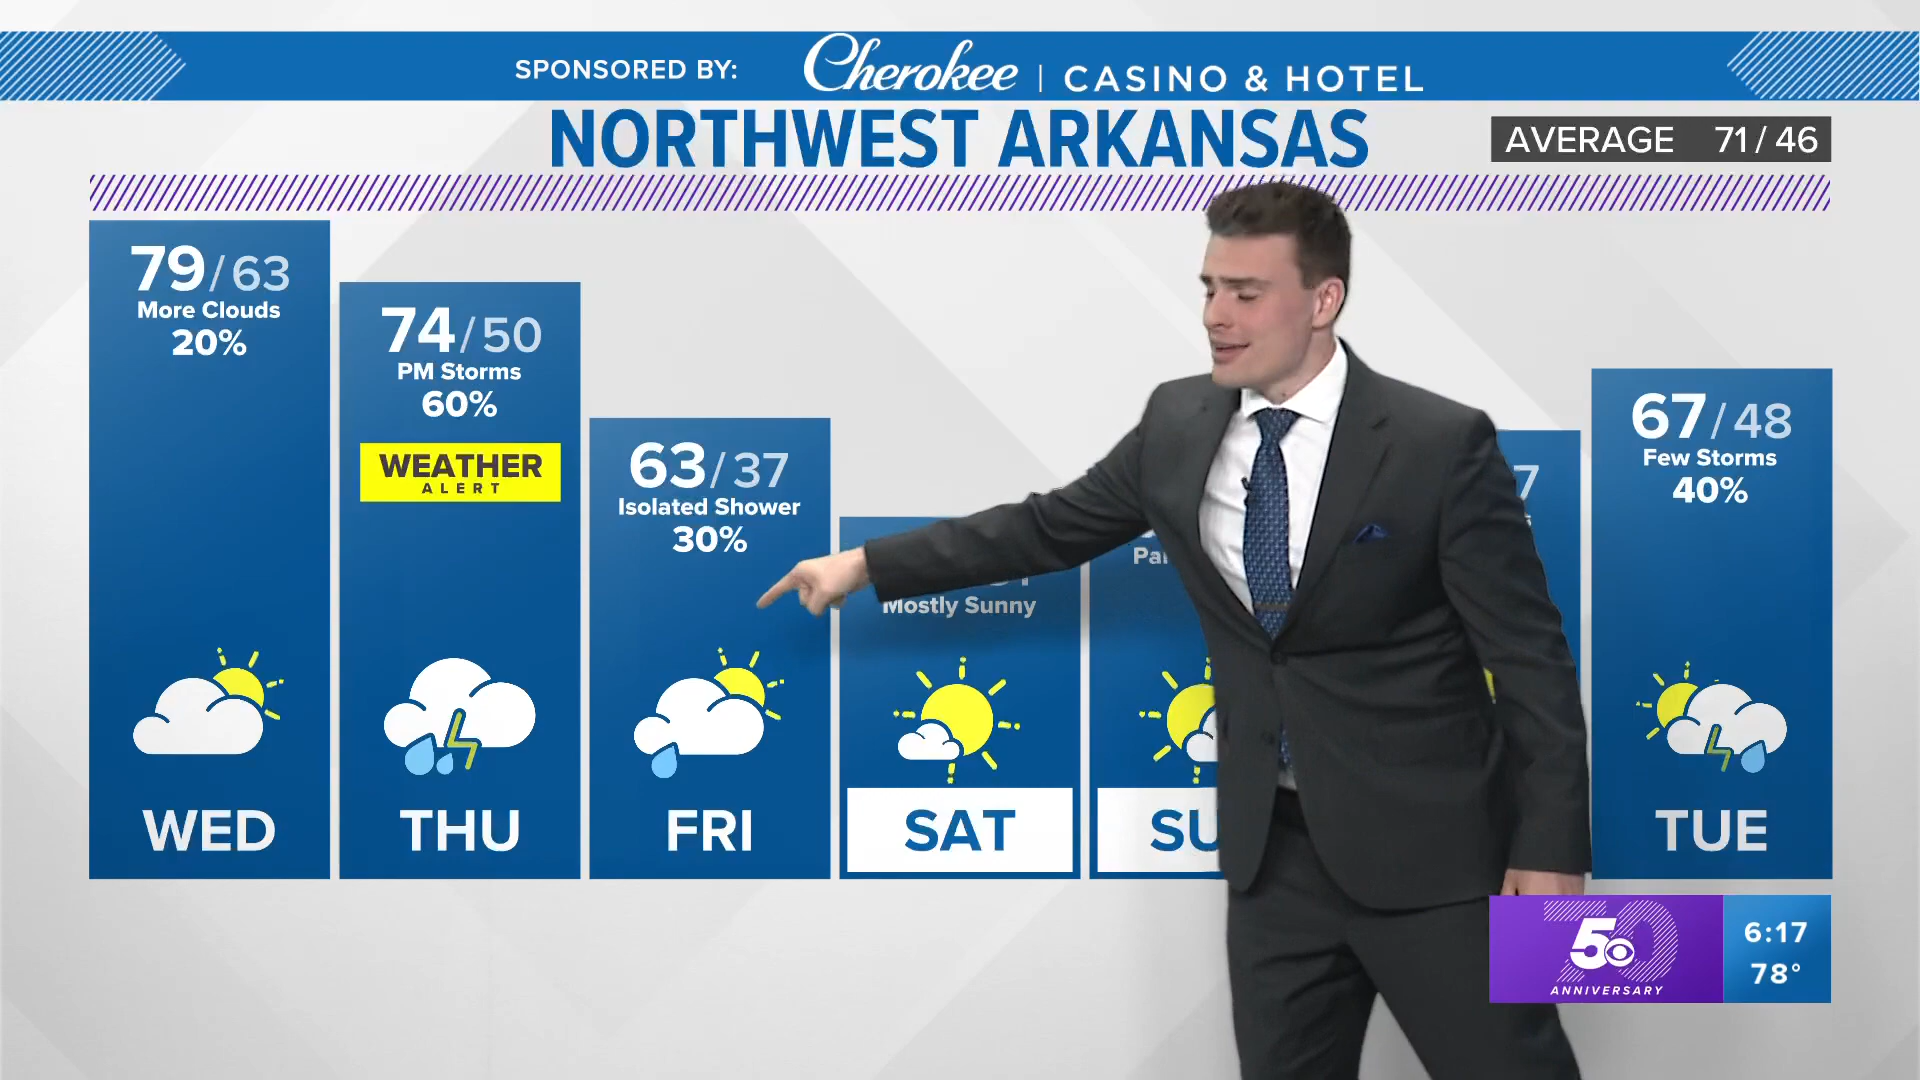 SPONSORED BY: Cherokee | CASINO & HOTEL
NORTHWEST ARKANSAS
AVERAGE 71/46
79/63
More Clouds
20%
WED
74/50
PM Storms
60%
WEATHER
ALERT
THU
63/37
Isolated Shower
30%
FRI
Mostly Sunny
SAT
67/48
Few Storms
40%
TUE
70
5
ANNIVERSARY
6:17
78°